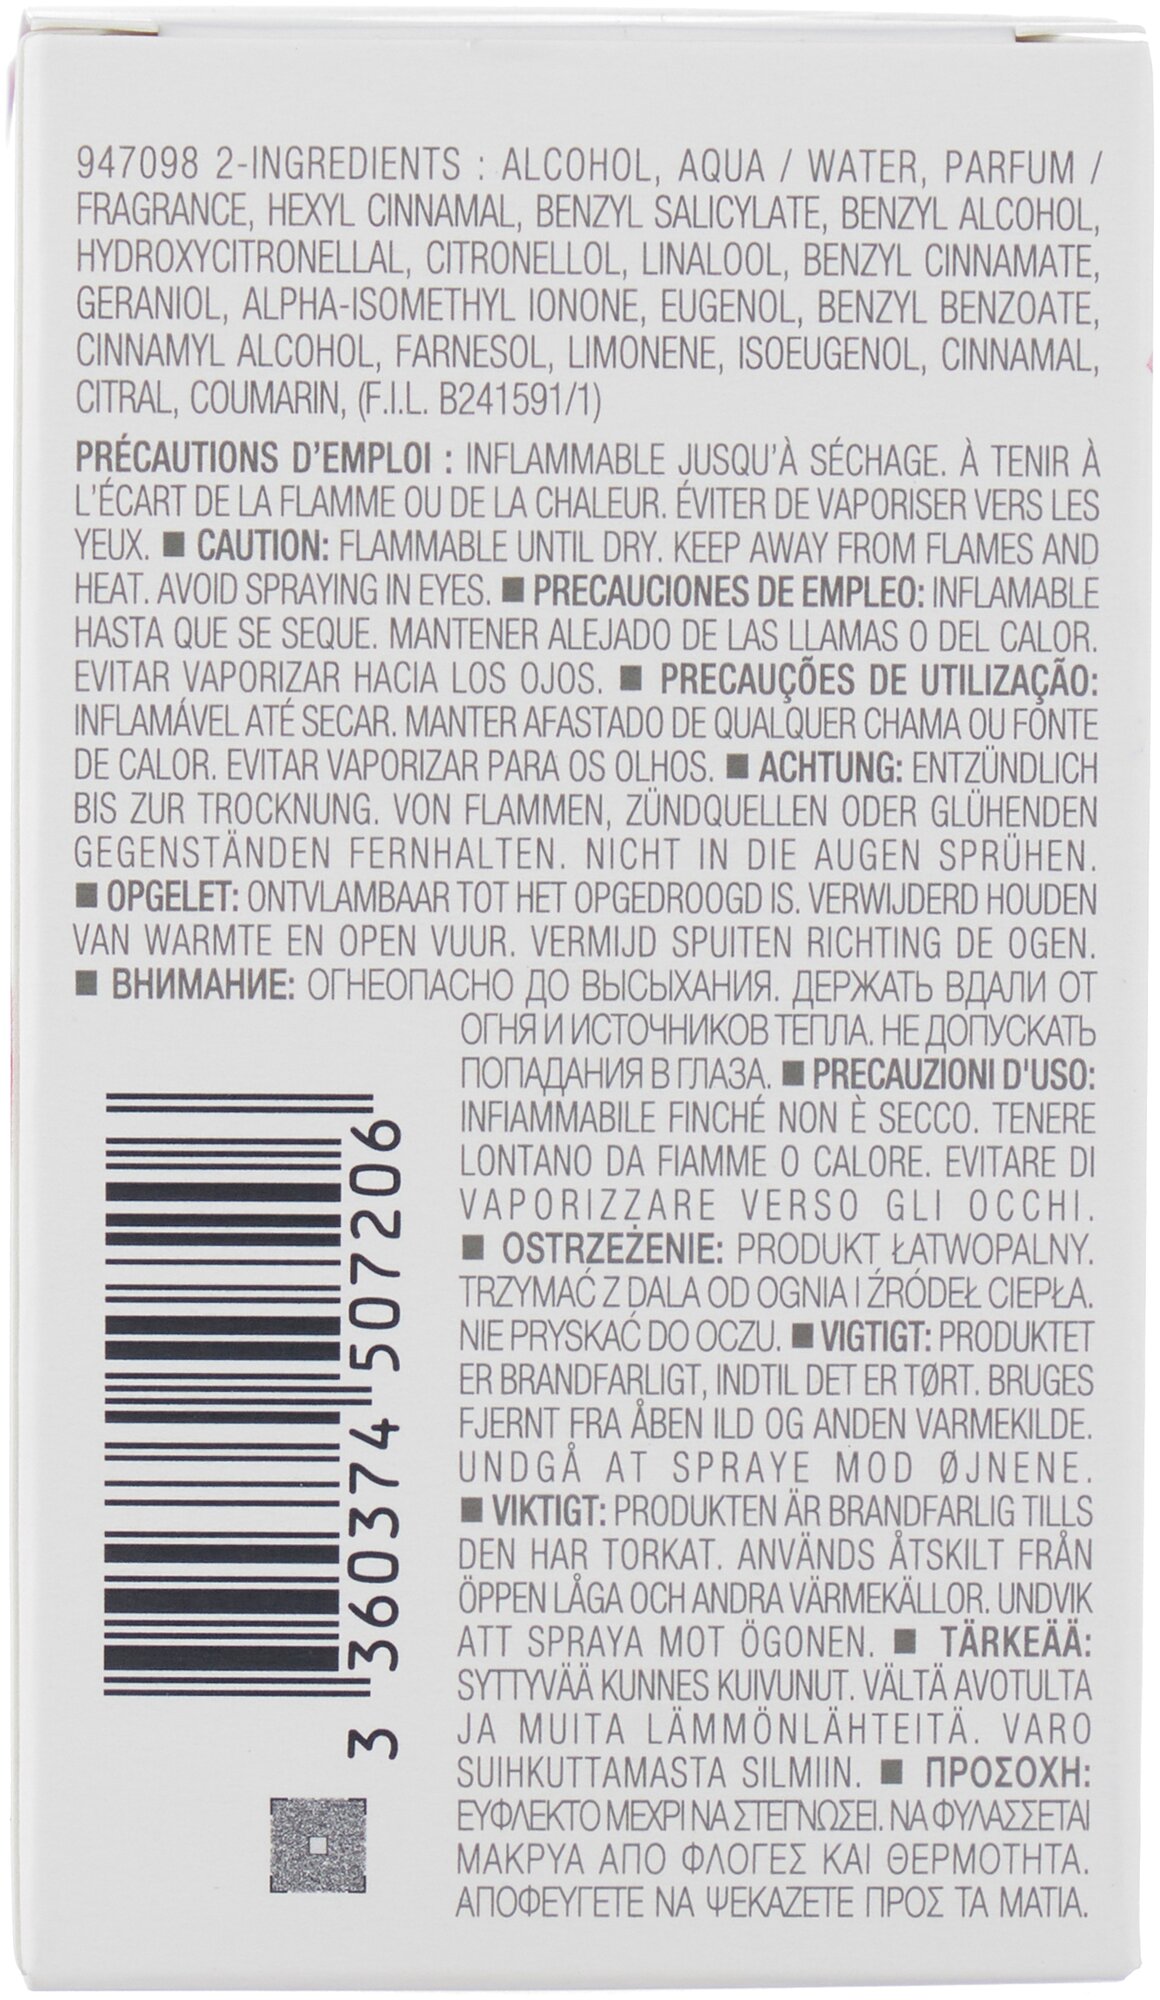 947098 2-INGREDIENTS : ALCOHOL, AQUA / WATER, PARFUM /
FRAGRANCE, HEXYL CINNAMAL, BENZYL SALICYLATE, BENZYL ALCOHOL,
HYDROXYCITRONELLAL, CITRONELLOL, LINALOOL, BENZYL CINNAMATE,
GERANIOL, ALPHA-ISOMETHYL IONONE, EUGENOL, BENZYL BENZOATE,
CINNAMYL ALCOHOL, FARNESOL, LIMONENE, ISOEUGENOL, CINNAMAL,
CITRAL, COUMARIN, (F.I.L. B241591/1)
PRÉCAUTIONS D'EMPLOI : INFLAMMABLE JUSQU'À SÉCHAGE. À TENIR À
L'ÉCART DE LA FLAMME OU DE LA CHALEUR. ÉVITER DE VAPORISER VERS LES
YEUX. ■ CAUTION: FLAMMABLE UNTIL DRY. KEEP AWAY FROM FLAMES AND
HEAT. AVOID SPRAYING IN EYES. ■ PRECAUCIONES DE EMPLEO: INFLAMABLE
HASTA QUE SE SEQUE. MANTENER ALEJADO DE LAS LLAMAS O DEL CALOR.
EVITAR VAPORIZAR HACIA LOS OJOS. ■ PRECAUÇÕES DE UTILIZAÇÃO:
INFLAMÁVEL ATÉ SECAR. MANTER AFASTADO DE QUALQUER CHAMA OU FONTE
DE CALOR. EVITAR VAPORIZAR PARA OS OLHOS. ■ ACHTUNG: ENTZÜNDLICH
BIS ZUR TROCKNUNG. VON FLAMMEN, ZÜNDQUELLEN ODER GLÜHENDEN
GEGENSTÄNDEN FERNHALTEN. NICHT IN DIE AUGEN SPRÜHEN.
■ OPGELET: ONTVLAMBAAR TOT HET OPGEDROOGD IS. VERWIJDERD HOUDEN
VAN WARMTE EN OPEN VUUR. VERMIJD SPUITEN RICHTING DE OGEN.
■ ВНИМАНИЕ: ОГНЕОПАСНО ДО ВЫСЫХАНИЯ. ДЕРЖАТЬ ВДАЛИ ОТ
ОГНЯ И ИСТОЧНИКОВ ТЕПЛА. НЕ ДОПУСКАТЬ
ПОПАДАНИЯ В ГЛАЗА. ■ PRECAUZIONI D'USO:
INFIAMMABILE FINCHÉ NON È SECCO. TENERE
LONTANO DA FIAMME O CALORE. EVITARE DI
VAPORIZZARE VERSO GLI OCCHI.
■ OSTRZEŻENIE: PRODUKT ŁATWOPALNY.
TRZYMAĆ Z DALA OD OGNIA I ŹRÓDEŁ CIEPŁA.
NIE PRYSKAĆ DO OCZU. ■ VIGTIGT: PRODUKTET
ER BRANDFARLIGT, INDTIL DET ER TØRT. BRUGES
FJERNT FRA ÅBEN ILD OG ANDEN VARMEKILDE.
UNDGÅ AT SPRAYE MOD ØJNENE.
■ VIKTIGT: PRODUKTEN ÄR BRANDFARLIG TILLS
DEN HAR TORKAT. ANVÄNDS ÅTSKILT FRÅN
ÖPPEN LÅGA OCH ANDRA VÄRMEKÄLLOR. UNDVIK
ATT SPRAYA MOT ÖGONEN. ■ TÄRKEÄÄ:
SYTTYVÄÄ KUNNES KUIVUNUT. VÄLTÄ AVOTULTA
JA MUITA LÄMMÖNLÄHTEITÄ. VARO
SUIHKUTTAMASTA SILMIIN. ■ ΠΡΟΣΟΧΗ:
ΕΥΦΛΕΚΤΟ ΜΕΧΡΙ ΝΑ ΣΤΕΓΝΩΣΕΙ. ΝΑ ΦΥΛΑΣΣΕΤΑΙ
ΜΑΚΡΥΑ ΑΠΟ ΦΛΟΓΕΣ ΚΑΙ ΘΕΡΜΟΤΗΤΑ.
ΑΠΟΦΕΥΓΕΤΕ ΝΑ ΨΕΚΑΖΕΤΕ ΠΡΟΣ ΤΑ ΜΑΤΙΑ.
3 360374 507206